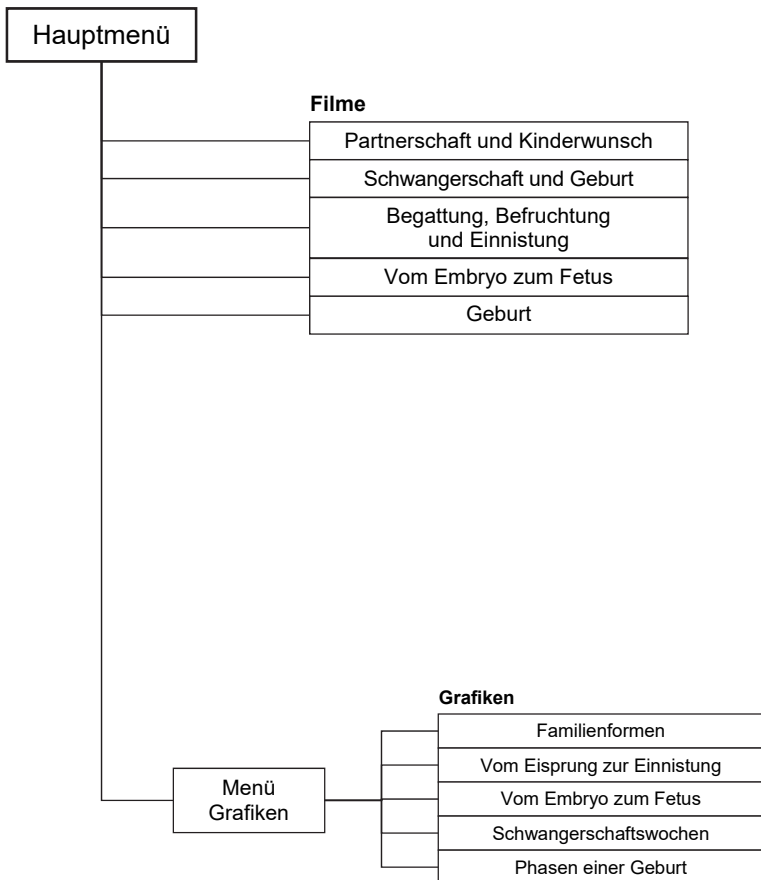 Hauptmenü
Filme
Partnerschaft und Kinderwunsch
Schwangerschaft und Geburt
Begattung, Befruchtung
und Einnistung
Vom Embryo zum Fetus
Geburt
Grafiken
Familienformen
Vom Eisprung zur Einnistung
Menü
Grafiken
Vom Embryo zum Fetus
Schwangerschaftswochen
Phasen einer Geburt